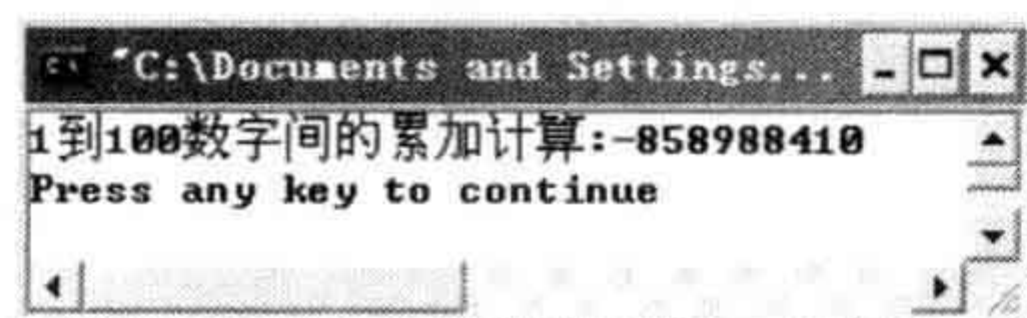 "C:\Documents and Settings...
1到100数字间的累加计算:-858988410
Press any key to continue